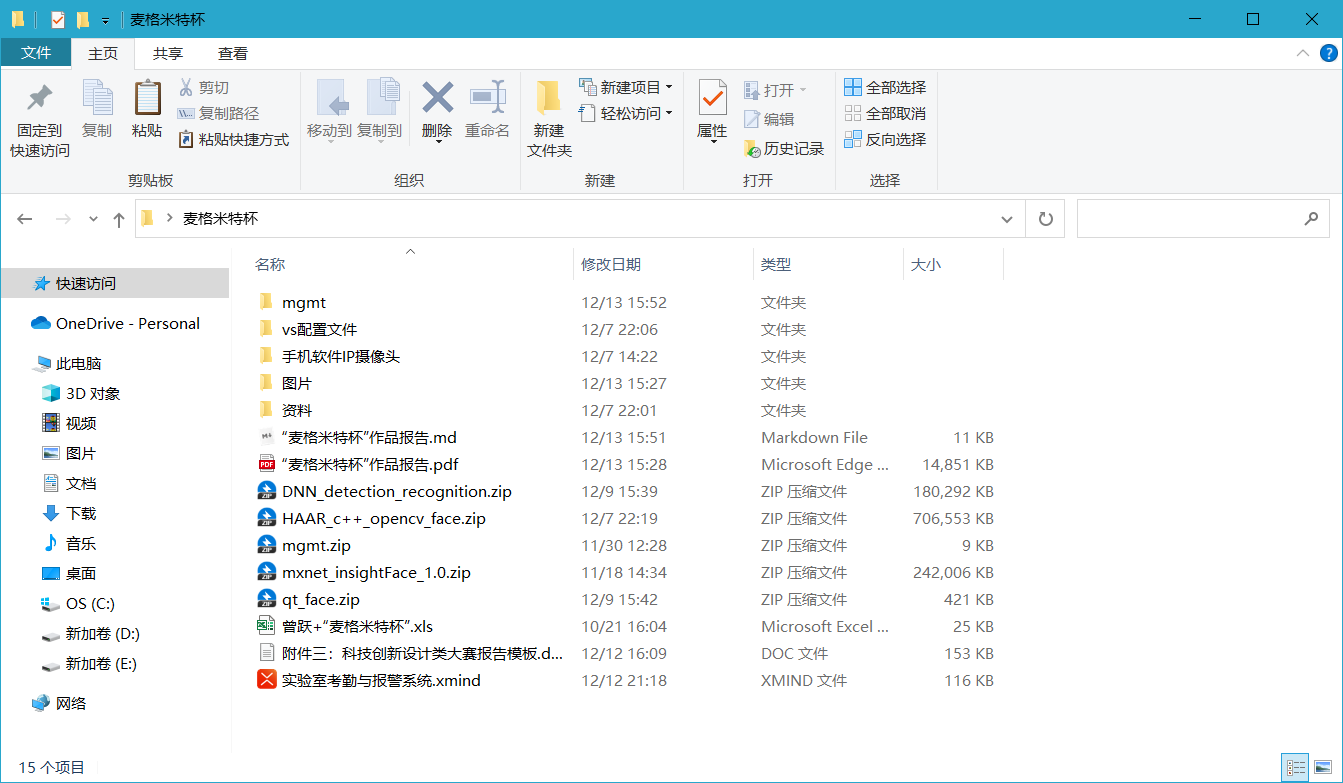 麦格米特杯
文件 主页 共享 查看
固定到快速访问
复制
粘贴
剪切
复制路径
粘贴快捷方式
剪贴板
移动到
复制到
删除
重命名
组织
新建文件夹
新建项目
轻松访问
新建
属性
打开
编辑
历史记录
打开
全部选择
全部取消
反向选择
选择
麦格米特杯
快速访问
OneDrive - Personal
此电脑
3D 对象
视频
图片
文档
下载
音乐
桌面
OS (C:)
新加卷 (D:)
新加卷 (E:)
网络
名称 修改日期 类型 大小
mgmt 12/13 15:52 文件夹
vs配置文件 12/7 22:06 文件夹
手机软件IP摄像头 12/7 14:22 文件夹
图片 12/13 15:27 文件夹
资料 12/7 22:01 文件夹
“麦格米特杯”作品报告.md 12/13 15:51 Markdown File 11 KB
PDF “麦格米特杯”作品报告.pdf 12/13 15:28 Microsoft Edge ... 14,851 KB
ZIP DNN_detection_recognition.zip 12/9 15:39 ZIP 压缩文件 180,292 KB
ZIP HAAR_c++_opencv_face.zip 12/7 22:19 ZIP 压缩文件 706,553 KB
ZIP mgmt.zip 11/30 12:28 ZIP 压缩文件 9 KB
ZIP mxnet_insightFace_1.0.zip 11/18 14:34 ZIP 压缩文件 242,006 KB
ZIP qt_face.zip 12/9 15:42 ZIP 压缩文件 421 KB
曾跃+“麦格米特杯”.xls 10/21 16:04 Microsoft Excel ... 25 KB
附件三：科技创新设计类大赛报告模板.d... 12/12 16:09 DOC 文件 153 KB
实验室考勤与报警系统.xmind 12/12 21:18 XMIND 文件 116 KB
15 个项目